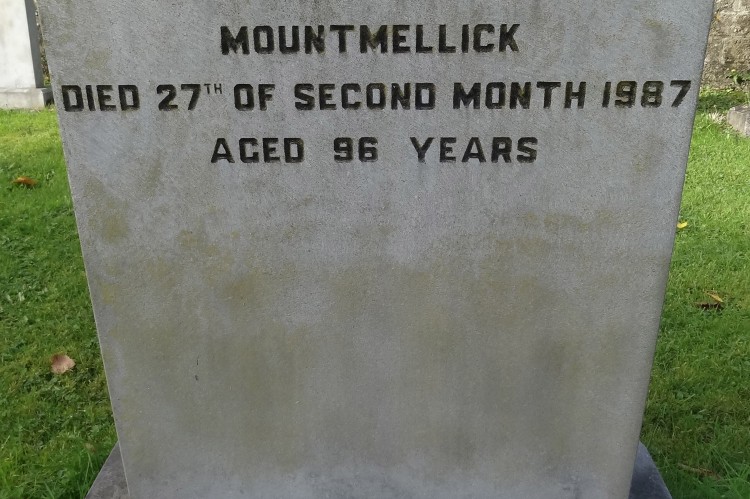 MOUNTMELLICK
DIED 27TH OF SECOND MONTH 1987
AGED 96 YEARS